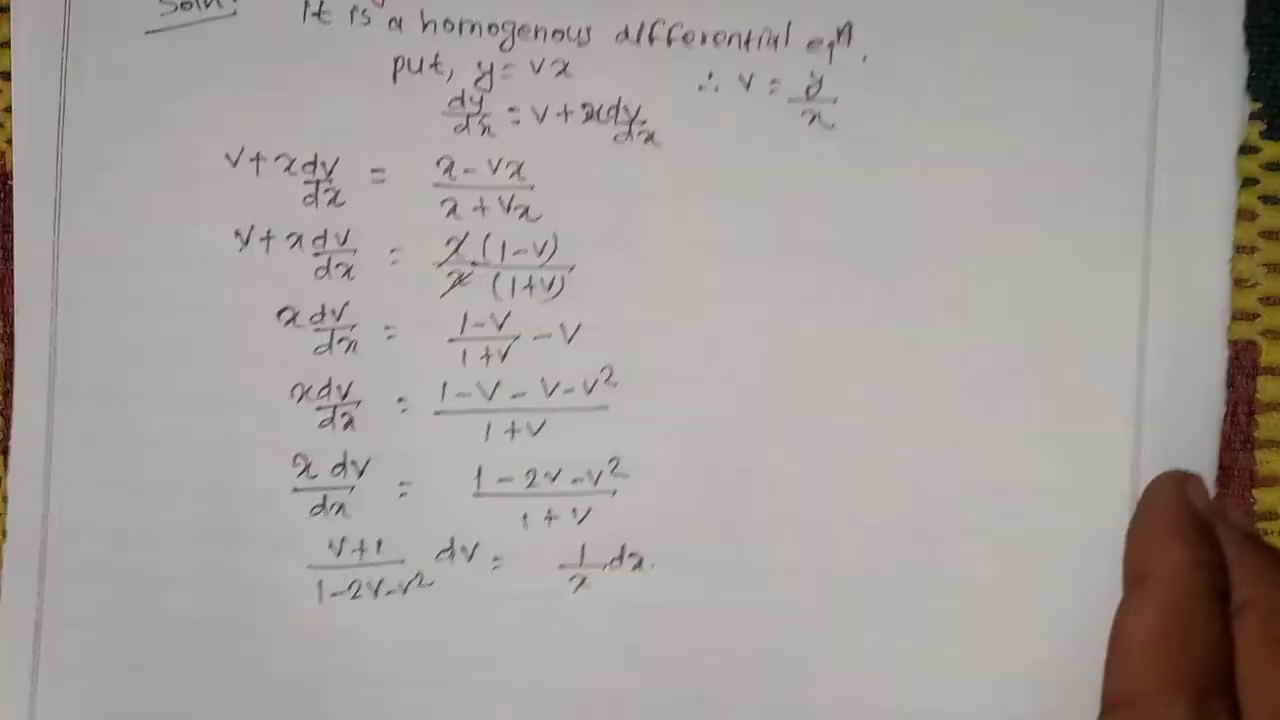 Soln:
It is a homogenous differential eqn.
put, y = vx ∴ v = y/x
dy/dx = v + x dv/dx
v + x dv/dx = x - vx / x + vx
v + x dv/dx = x (1 - v) / x (1 + v)
x dv/dx = 1 - v / 1 + v - v
x dv/dx = 1 - v - v - v² / 1 + v
x dv/dx = 1 - 2v - v² / 1 + v
v + 1 / 1 - 2v - v² dv = 1/x dx.